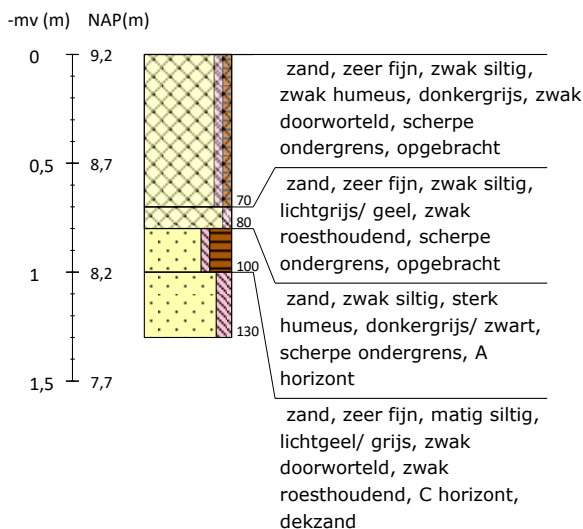 -mv (m) NAP(m)
0 9,2
0,5 8,7
1 8,2
1,5 7,7
70
80
100
130
zand, zeer fijn, zwak siltig,
zwak humeus, donkergrijs, zwak
doorworteld, scherpe
ondergrens, opgebracht
zand, zeer fijn, zwak siltig,
lichtgrijs/ geel, zwak
roesthoudend, scherpe
ondergrens, opgebracht
zand, zwak siltig, sterk
humeus, donkergrijs/ zwart,
scherpe ondergrens, A
horizont
zand, zeer fijn, matig siltig,
lichtgeel/ grijs, zwak
doorworteld, zwak
roesthoudend, C horizont,
dekzand